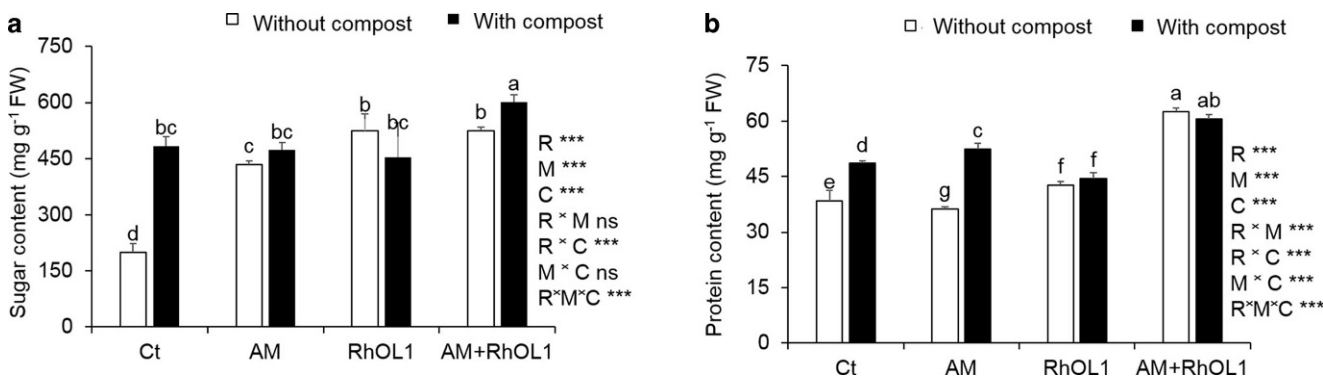 a
Without compost
With compost
Sugar content (mg g⁻¹ FW)
750
600
450
300
150
0
d
bc
c
bc
b
bc
b
a
R ***
M ***
C ***
R × M ns
R × C ***
M × C ns
R×M×C ***
Ct
AM
RhOL1
AM+RhOL1
b
Without compost
With compost
Protein content (mg g⁻¹ FW)
75
60
45
30
15
0
e
d
g
c
f
f
a
ab
R ***
M ***
C ***
R × M ***
R × C ***
M × C ***
R×M×C ***
Ct
AM
RhOL1
AM+RhOL1